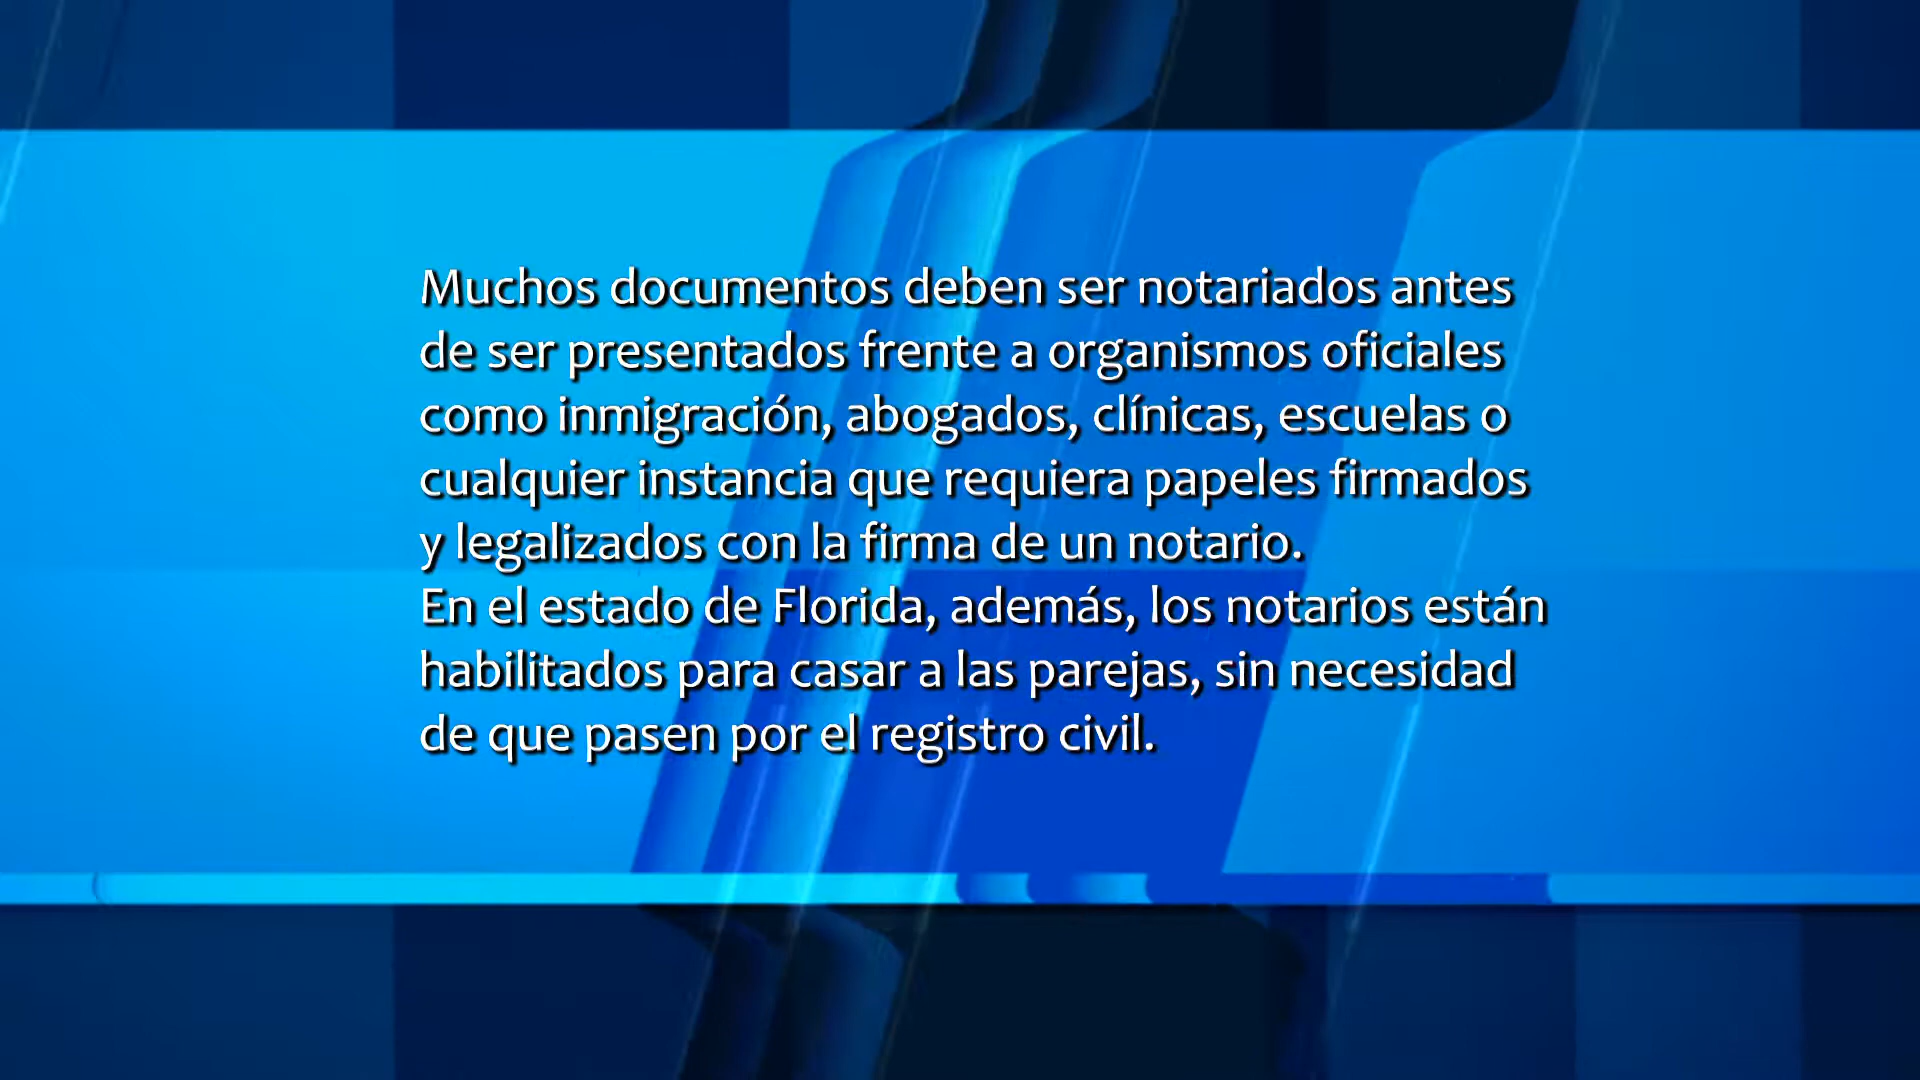 Muchos documentos deben ser notariados antes
de ser presentados frente a organismos oficiales
como inmigración, abogados, clínicas, escuelas o
cualquier instancia que requiera papeles firmados
y legalizados con la firma de un notario.
En el estado de Florida, además, los notarios están
habilitados para casar a las parejas, sin necesidad
de que pasen por el registro civil.